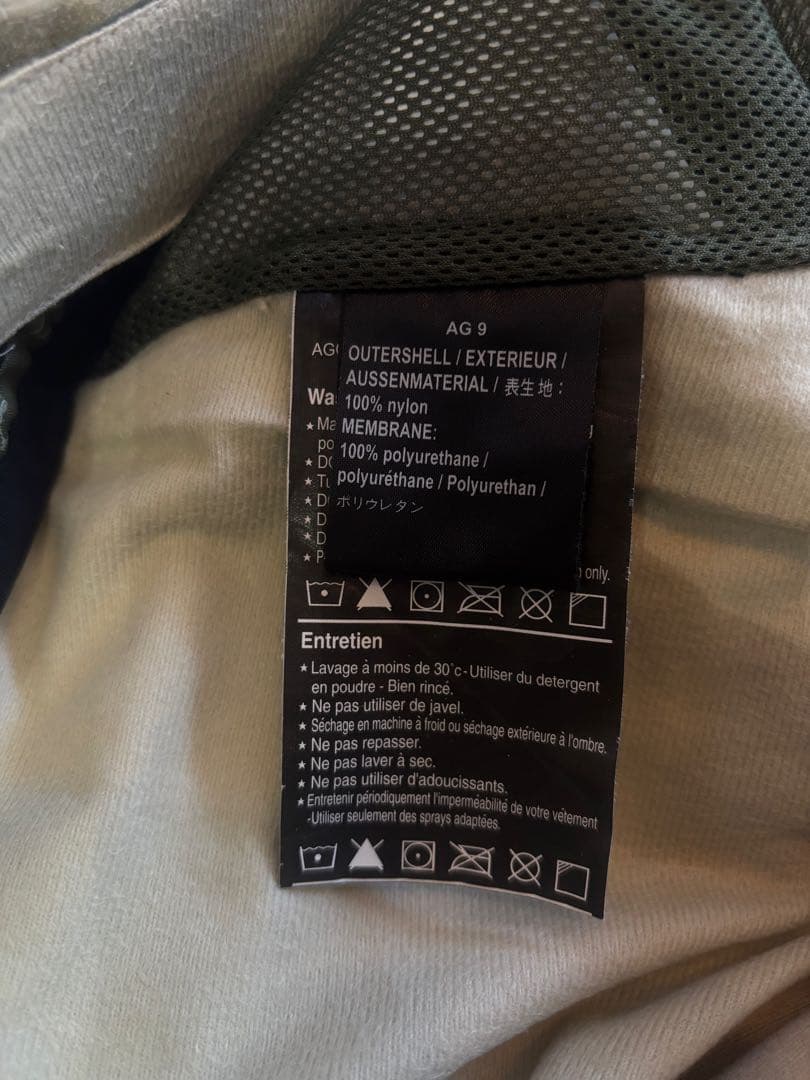 AG 9
OUTERSHELL / EXTERIEUR /
AUSSENMATERIAL / 表生地:
100% nylon
MEMBRANE:
100% polyurethane /
polyuréthane / Polyurethan /
ポリウレタン
only.
Entretien
★ Lavage à moins de 30°c - Utiliser du detergent
en poudre - Bien rincé.
★ Ne pas utiliser de javel.
★ Séchage en machine à froid ou séchage extérieure à l'ombre.
★ Ne pas repasser.
★ Ne pas laver à sec.
★ Ne pas utiliser d'adoucissants.
★ Entretenir périodiquement l'imperméabilité de votre vêtement
-Utiliser seulement des sprays adaptées.